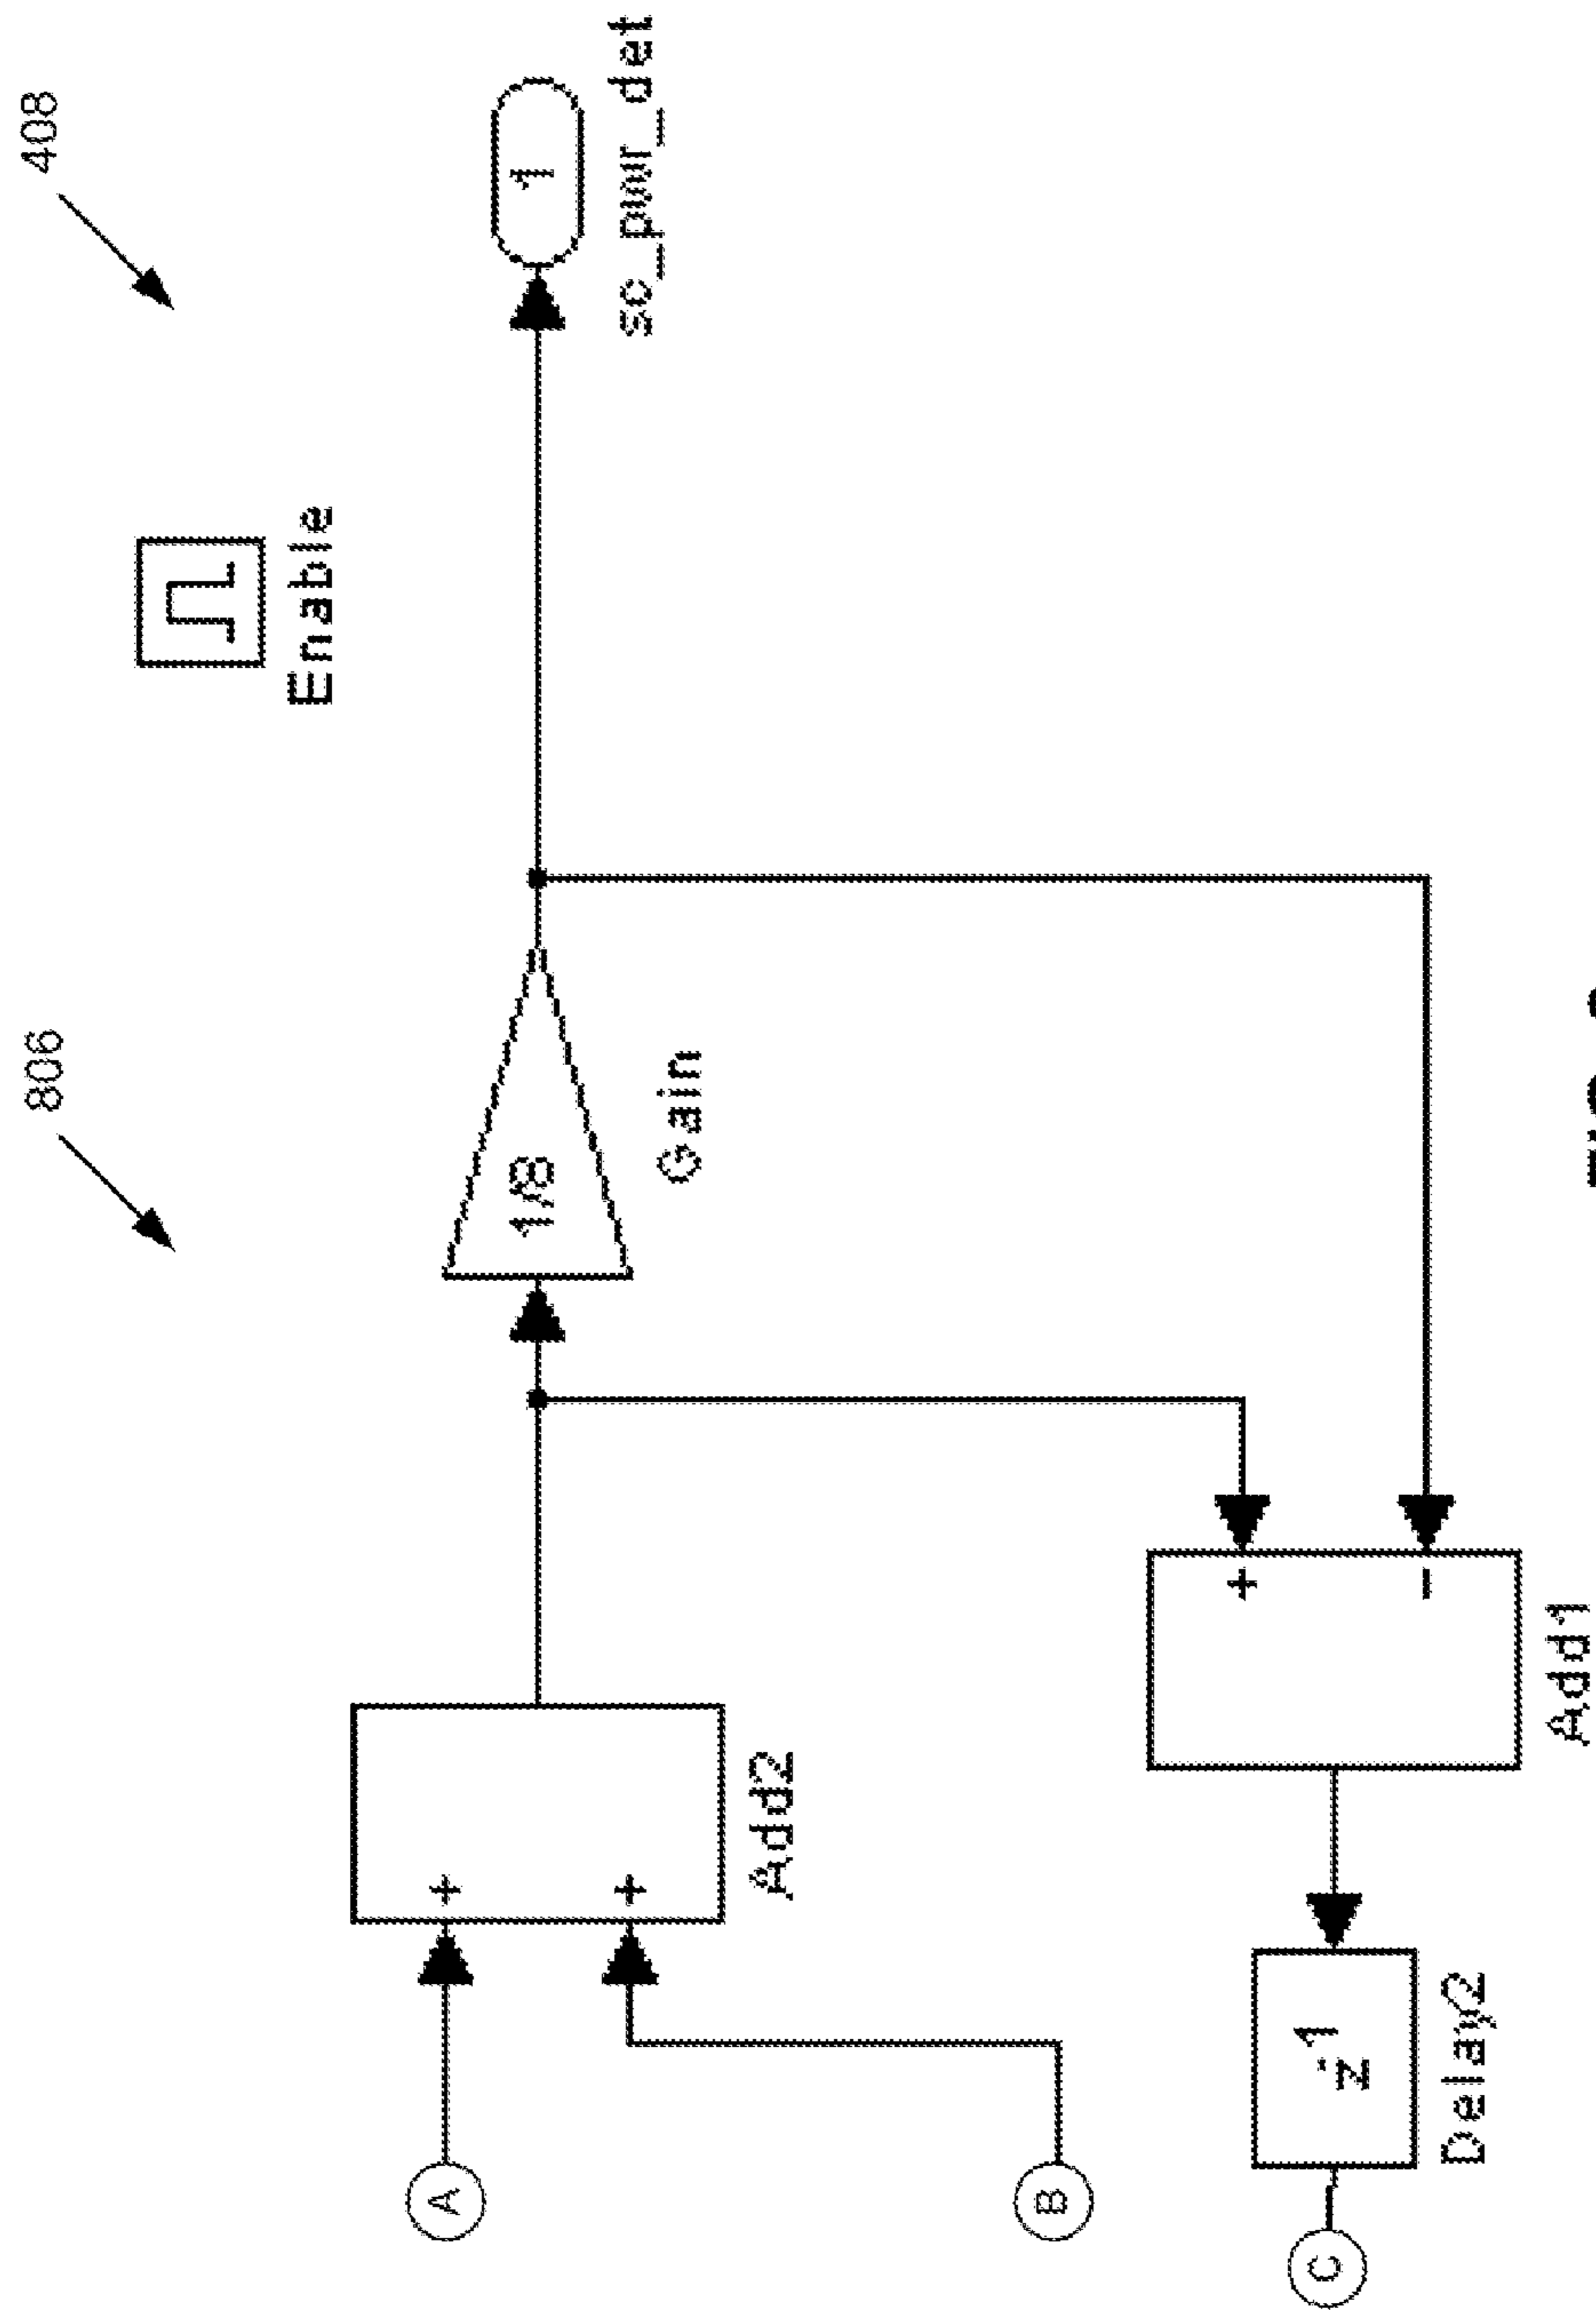 806
408
Enable
A
+
+
Add2
1/8
Gain
1
sc_pwr_det
B
C
z-1
Delay2
+
-
Add1